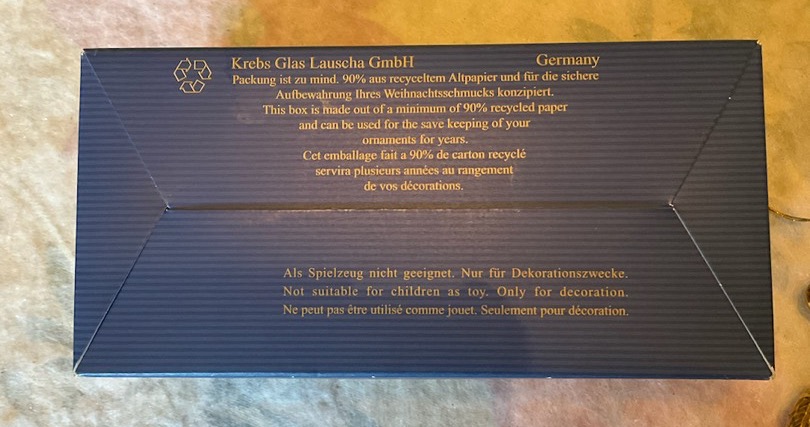 Krebs Glas Lauscha GmbH Germany
Packung ist zu mind. 90% aus recyceltem Altpapier und für die sichere
Aufbewahrung Ihres Weihnachtsschmucks konzipiert.
This box is made out of a minimum of 90% recycled paper
and can be used for the save keeping of your
ornaments for years.
Cet emballage fait a 90% de carton recyclé
servira plusieurs années au rangement
de vos décorations.
Als Spielzeug nicht geeignet. Nur für Dekorationszwecke.
Not suitable for children as toy. Only for decoration.
Ne peut pas être utilisé comme jouet. Seulement pour décoration.